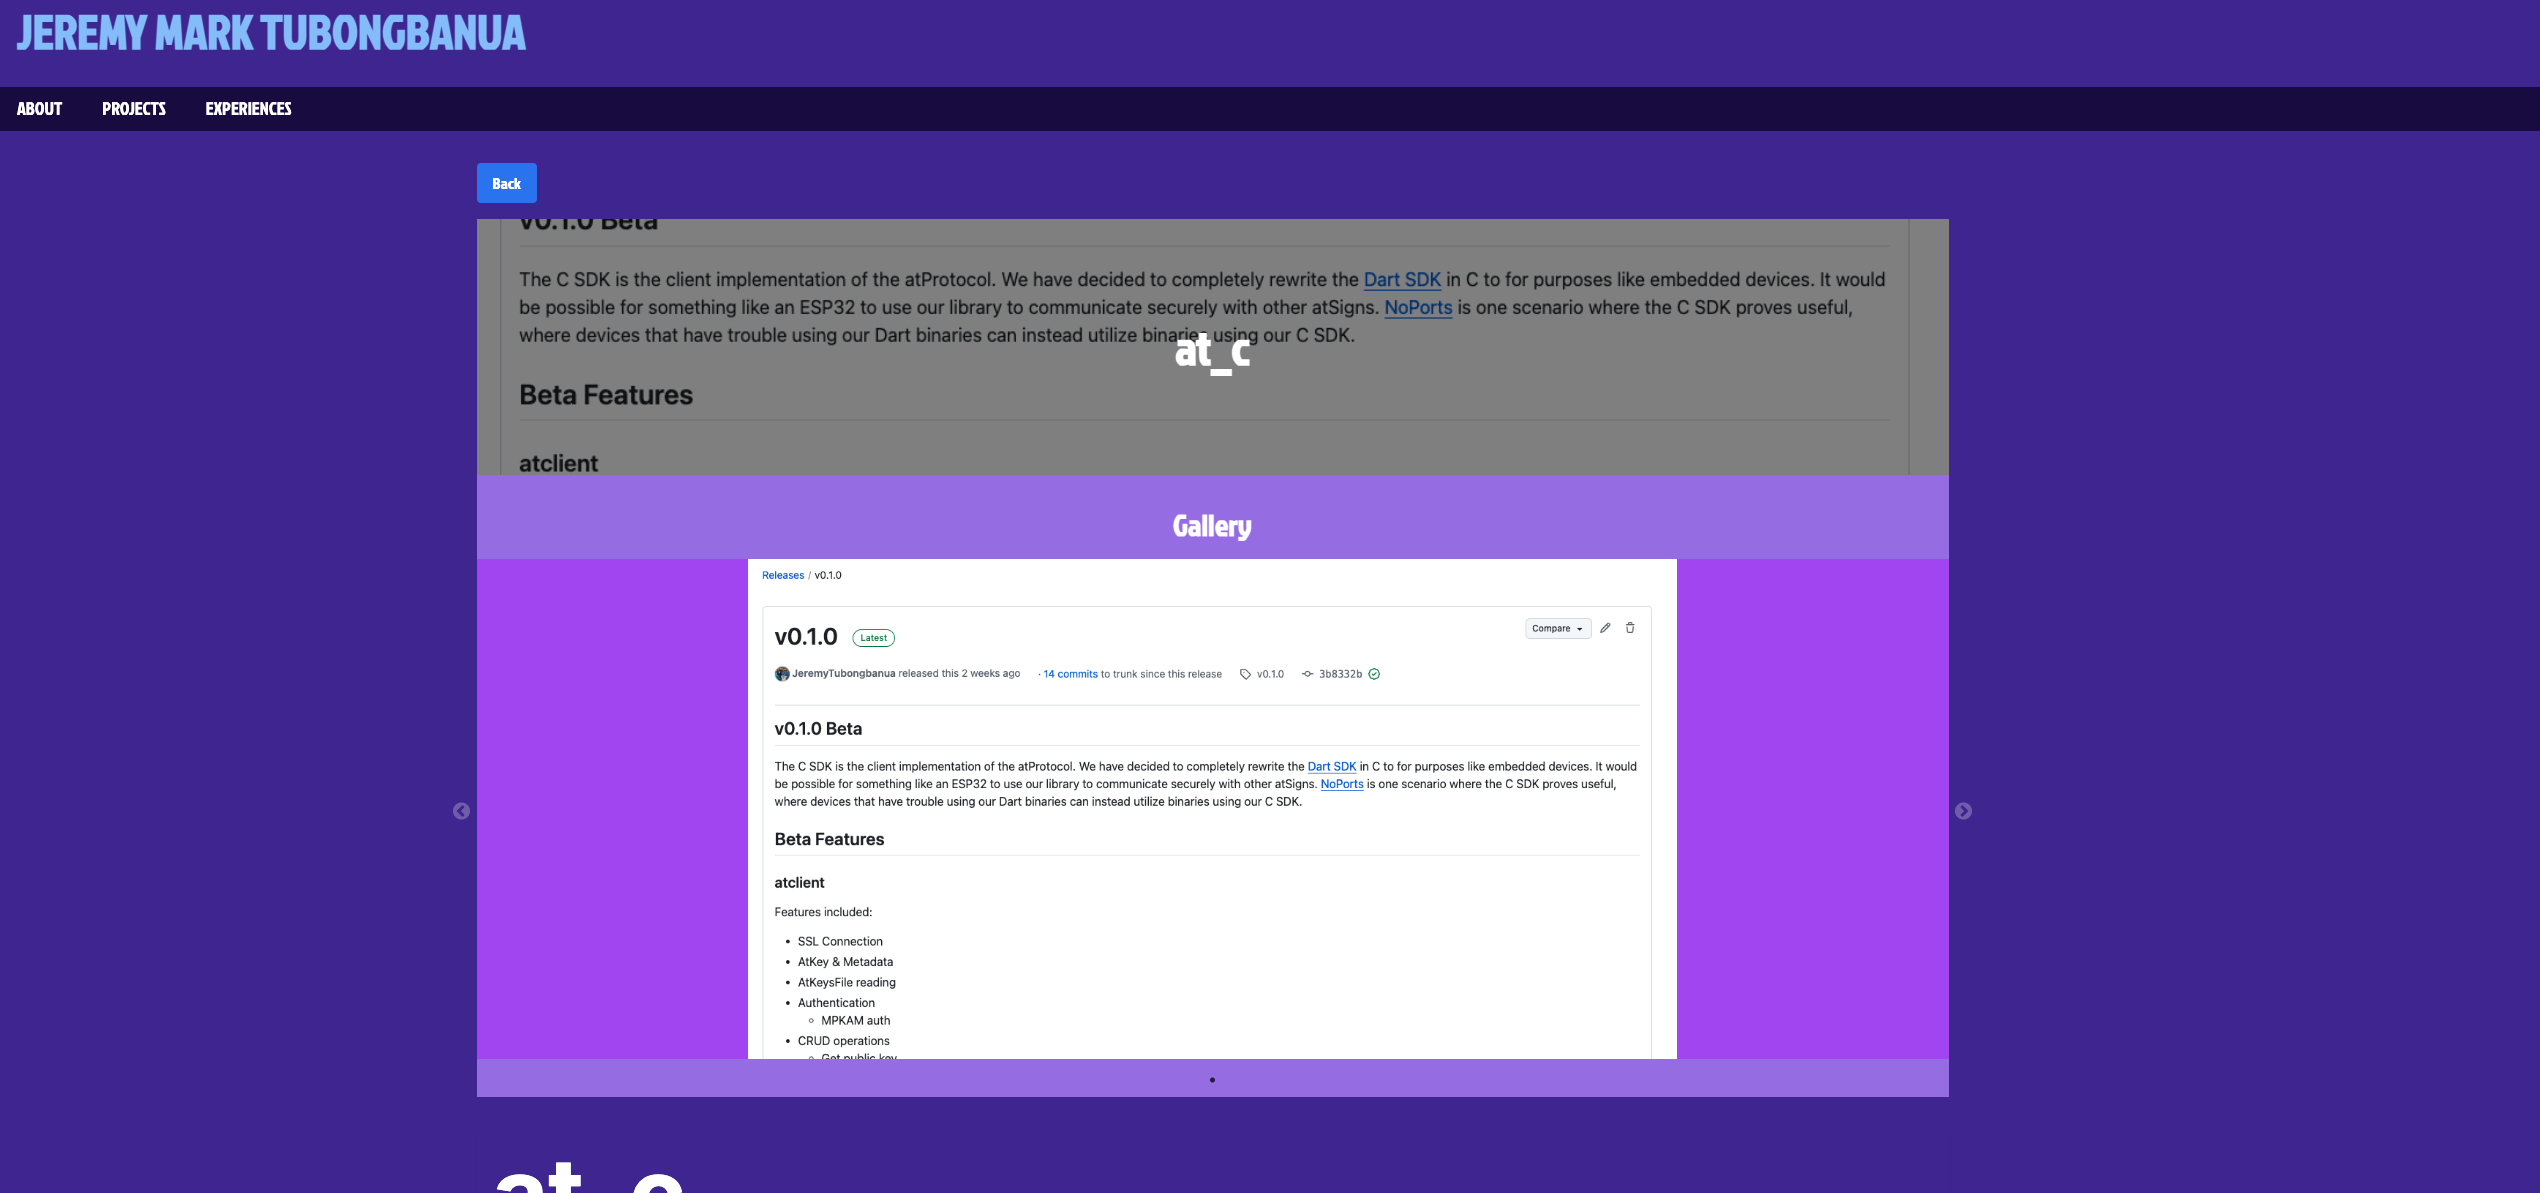 JEREMY MARK TUBONGBANUA
ABOUT PROJECTS EXPERIENCES
Back
v0.1.0 Beta
The C SDK is the client implementation of the atProtocol. We have decided to completely rewrite the Dart SDK in C to for purposes like embedded devices. It would
be possible for something like an ESP32 to use our library to communicate securely with other atSigns. NoPorts is one scenario where the C SDK proves useful,
where devices that have trouble using our Dart binaries can instead utilize binaries using our C SDK.
at_c
Beta Features
atclient
Gallery
Releases / v0.1.0
v0.1.0 Latest
Compare
JeremyTubongbanua released this 2 weeks ago · 14 commits to trunk since this release v0.1.0 3b8332b
v0.1.0 Beta
The C SDK is the client implementation of the atProtocol. We have decided to completely rewrite the Dart SDK in C to for purposes like embedded devices. It would
be possible for something like an ESP32 to use our library to communicate securely with other atSigns. NoPorts is one scenario where the C SDK proves useful,
where devices that have trouble using our Dart binaries can instead utilize binaries using our C SDK.
Beta Features
atclient
Features included:
• SSL Connection
• AtKey & Metadata
• AtKeysFile reading
• Authentication
◦ MPKAM auth
• CRUD operations
◦ Get public key
at_c